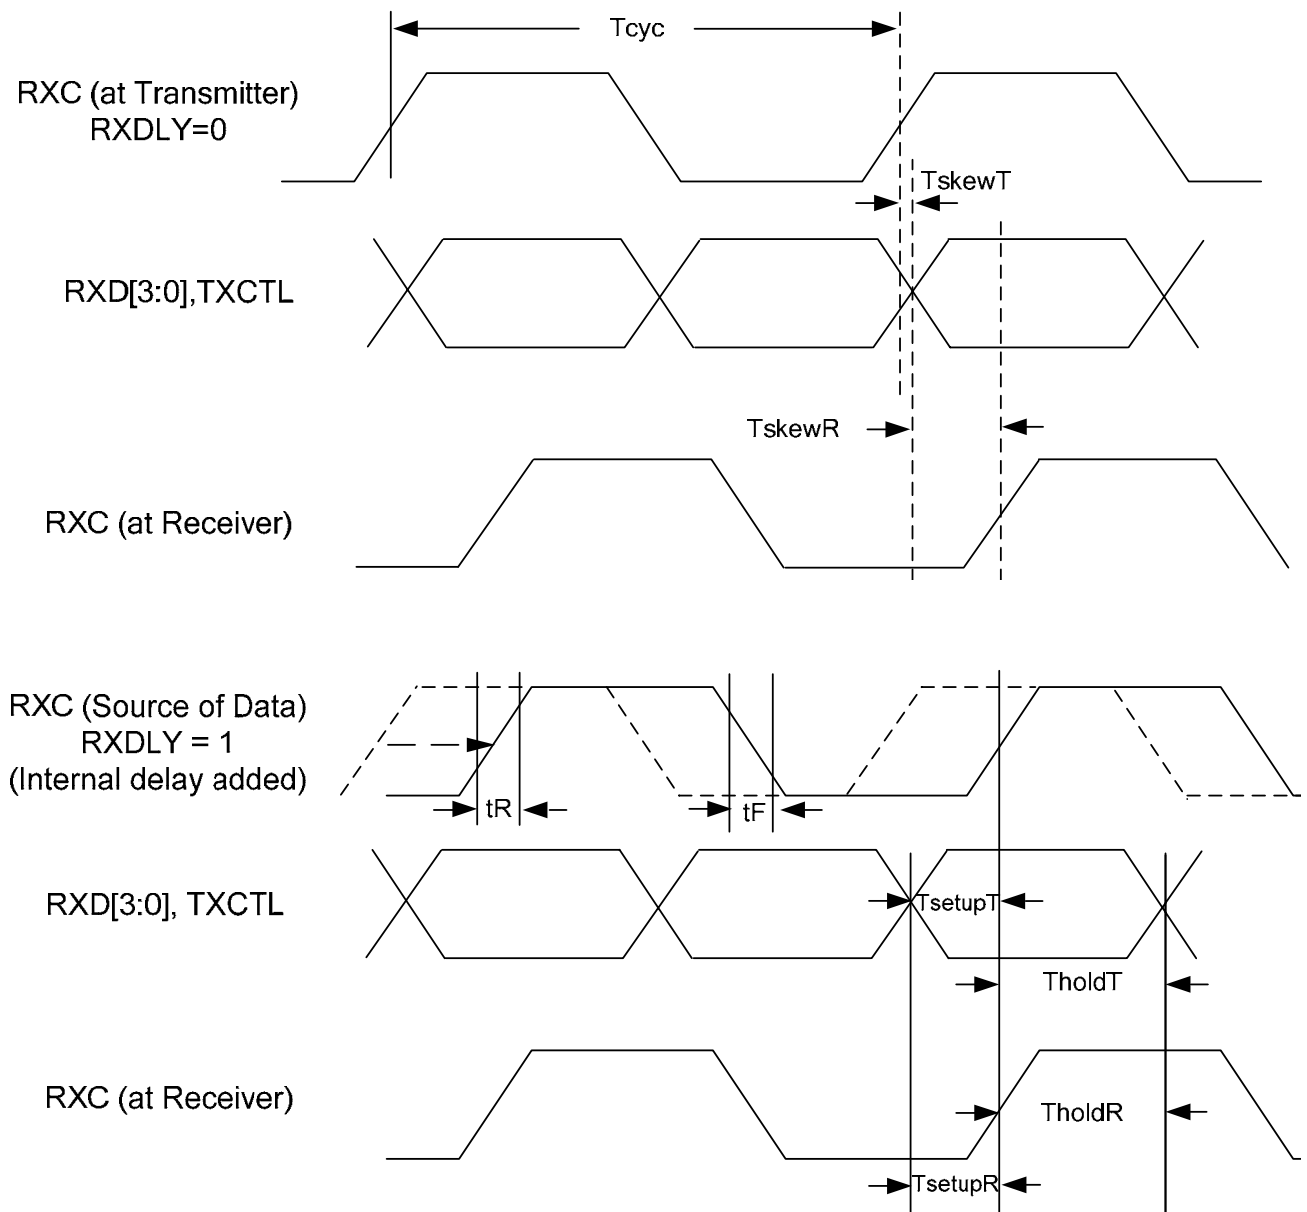 Tcyc
RXC (at Transmitter)
RXDLY=0
TskewT
RXD[3:0],TXCTL
TskewR
RXC (at Receiver)
RXC (Source of Data)
RXDLY = 1
(Internal delay added)
tR
tF
RXD[3:0], TXCTL
TsetupT
TholdT
RXC (at Receiver)
TholdR
TsetupR